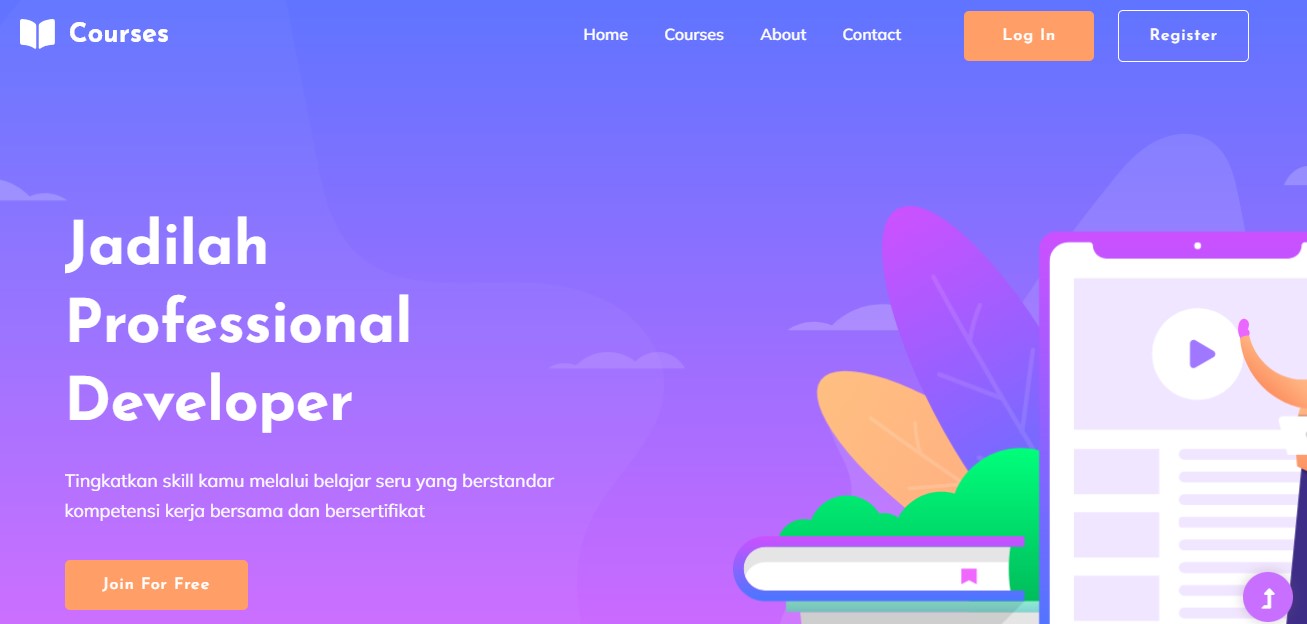 Courses
Home Courses About Contact Log In Register
Jadilah
Professional
Developer
Tingkatkan skill kamu melalui belajar seru yang berstandar
kompetensi kerja bersama dan bersertifikat
Join For Free